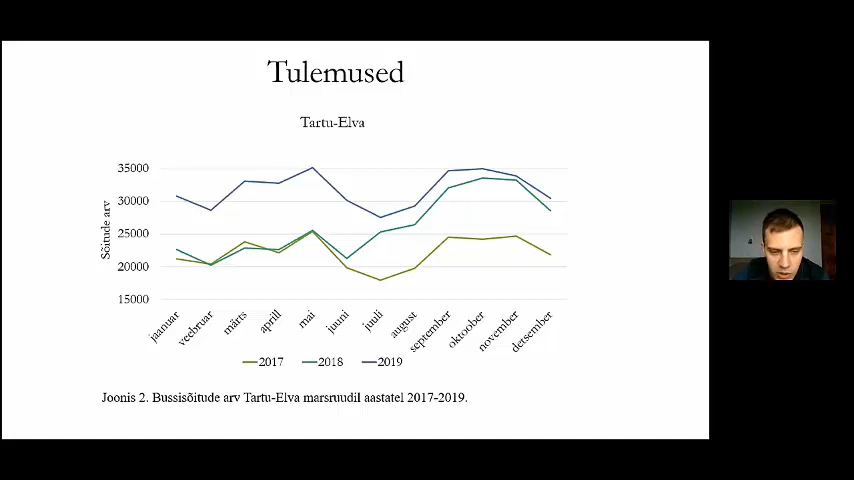 Tulemused
Tartu-Elva
Sõitude arv
35000
30000
25000
20000
15000
jaanuar
veebruar
märts
aprill
mai
juuni
juuli
august
september
oktoober
november
detsember
2017 2018 2019
Joonis 2. Bussisõitude arv Tartu-Elva marsruudil aastatel 2017-2019.